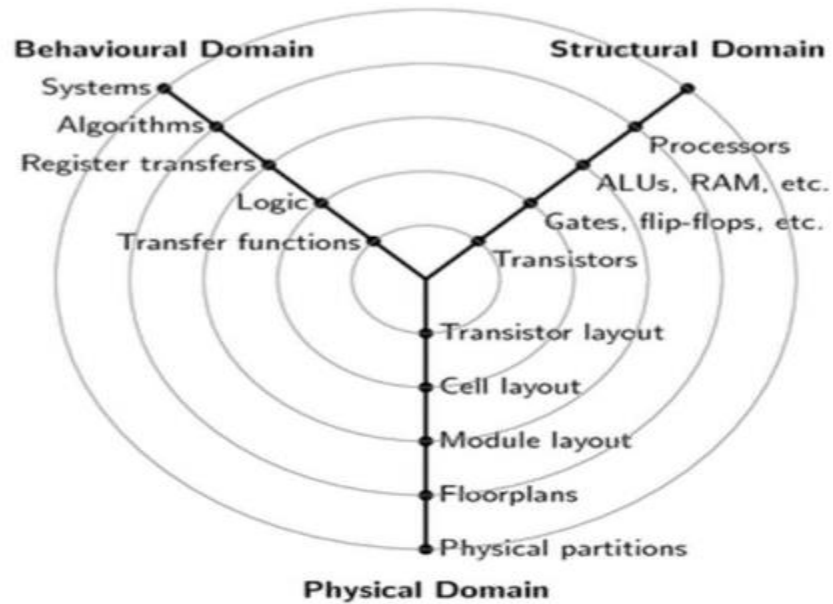 Behavioural Domain
Structural Domain
Systems
Algorithms
Processors
Register transfers
ALUs, RAM, etc.
Logic
Gates, flip-flops, etc.
Transfer functions
Transistors
Transistor layout
Cell layout
Module layout
Floorplans
Physical partitions
Physical Domain